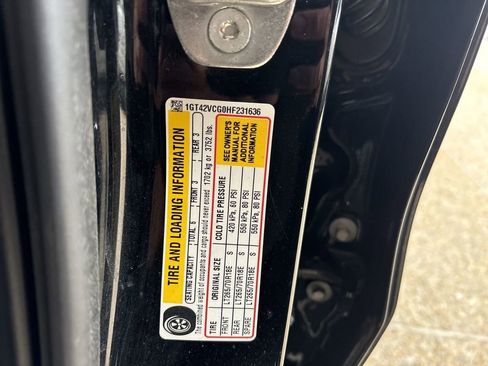 1GT42VCG0HF231636
TIRE AND LOADING INFORMATION
SEATING CAPACITY TOTAL 6 FRONT 3 REAR 3
The combined weight of occupants and cargo should never exceed 1702 kg or 3752 lbs.
TIRE ORIGINAL SIZE COLD TIRE PRESSURE
FRONT LT265/70R18E S 420 kPa, 60 PSI
REAR LT265/70R18E S 550 kPa, 80 PSI
SPARE LT265/70R18E S 550 kPa, 80 PSI
SEE OWNER'S
MANUAL FOR
ADDITIONAL
INFORMATION